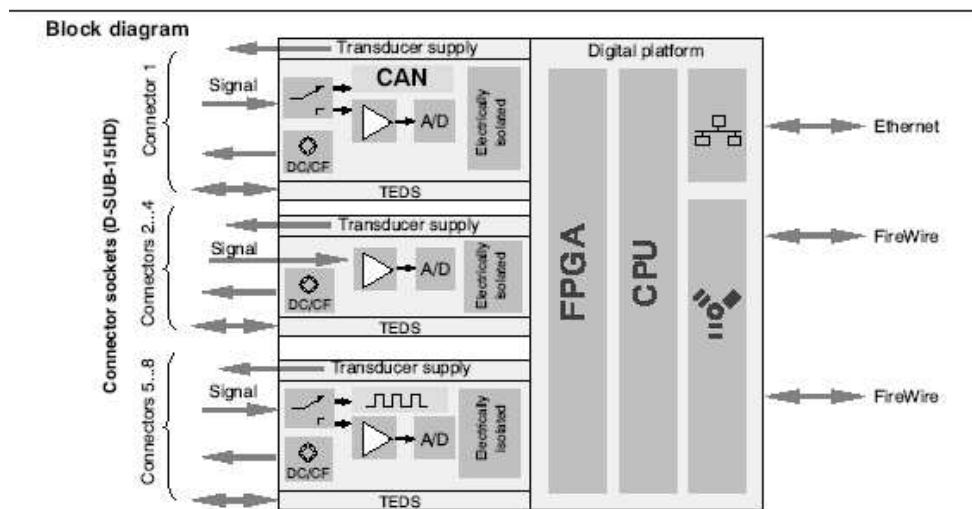 Block diagram
Connector sockets (D-SUB-15HD)
Connector 1
Transducer supply
Signal
CAN
A/D
DC/CF
Electrically
isolated
TEDS
Connectors 2...4
Transducer supply
Signal
A/D
DC/CF
Electrically
isolated
TEDS
Connectors 5...8
Transducer supply
Signal
A/D
DC/CF
Electrically
isolated
TEDS
Digital platform
FPGA
CPU
Ethernet
FireWire
FireWire